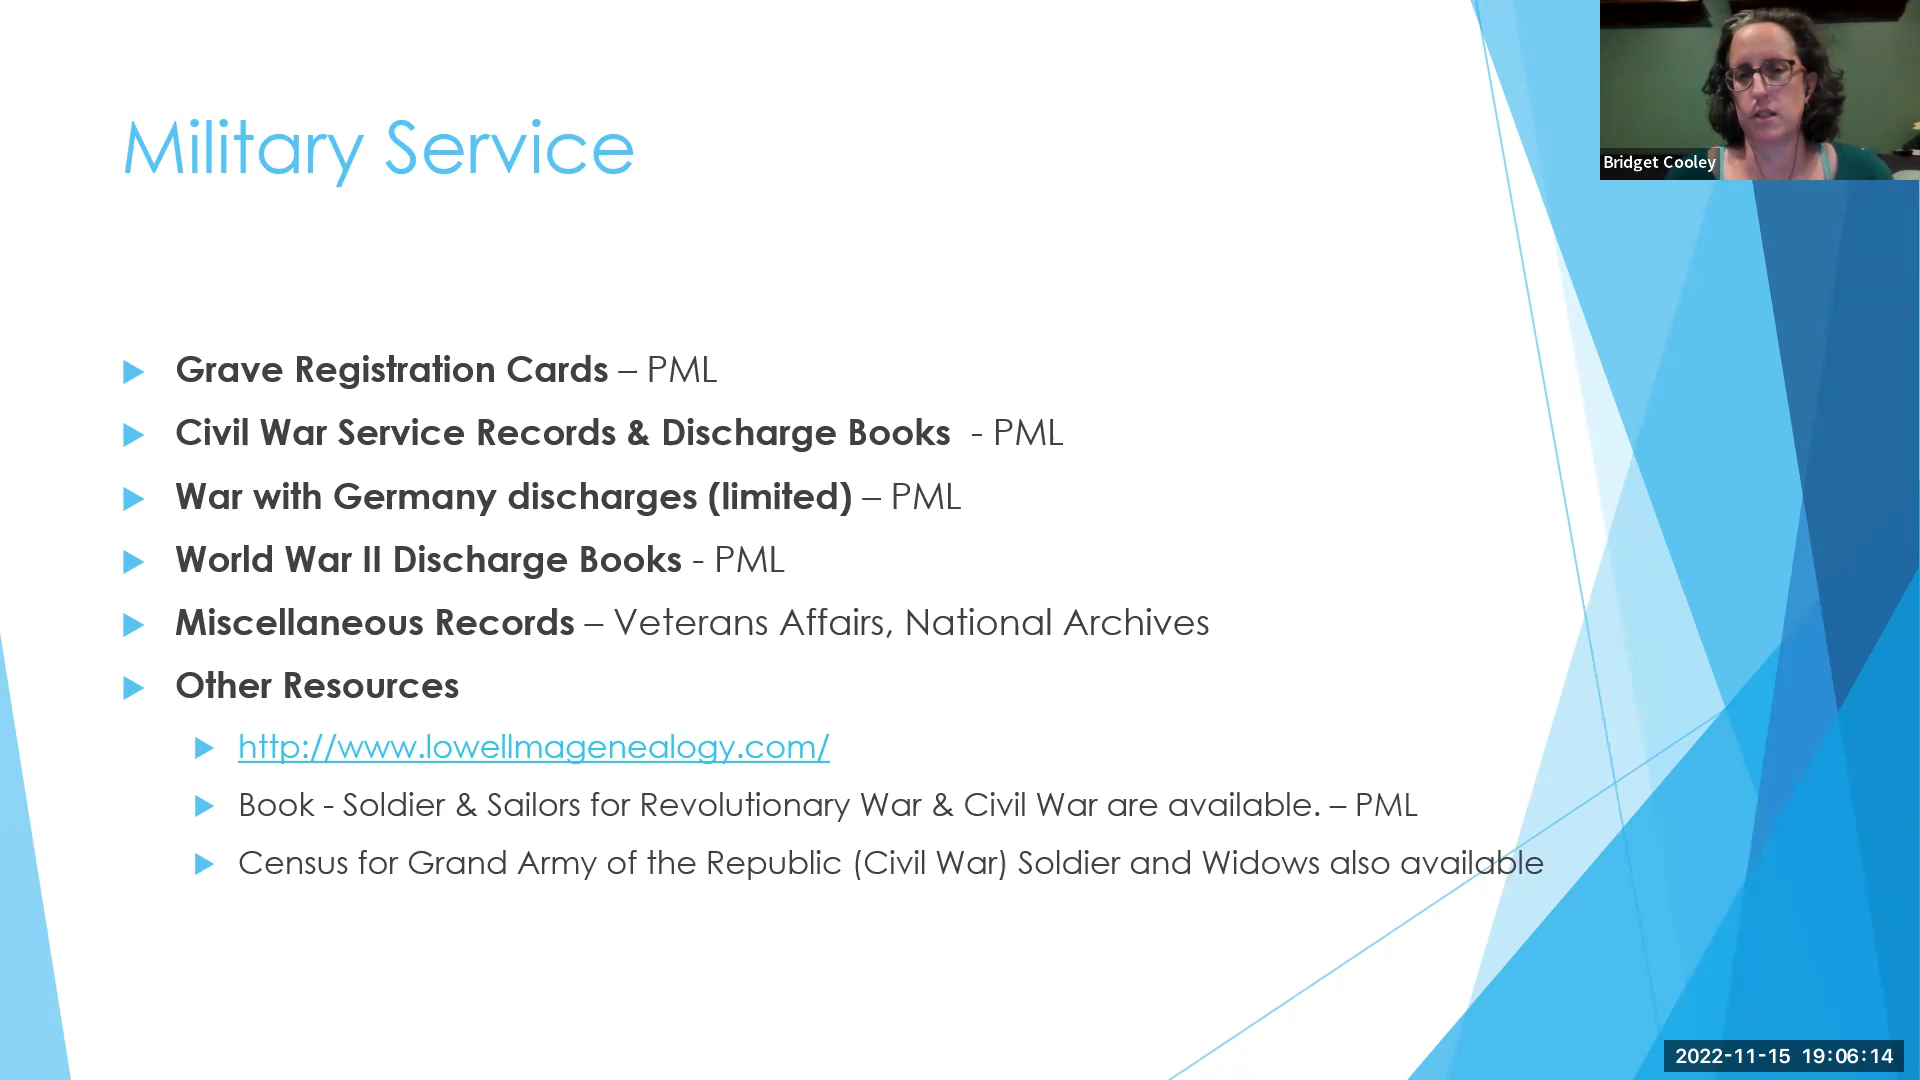 Military Service
Bridget Cooley
Grave Registration Cards – PML
Civil War Service Records & Discharge Books  - PML
War with Germany discharges (limited) – PML
World War II Discharge Books - PML
Miscellaneous Records – Veterans Affairs, National Archives
Other Resources
http://www.lowellmagenealogy.com/
Book - Soldier & Sailors for Revolutionary War & Civil War are available. – PML
Census for Grand Army of the Republic (Civil War) Soldier and Widows also available
2022-11-15 19:06:14